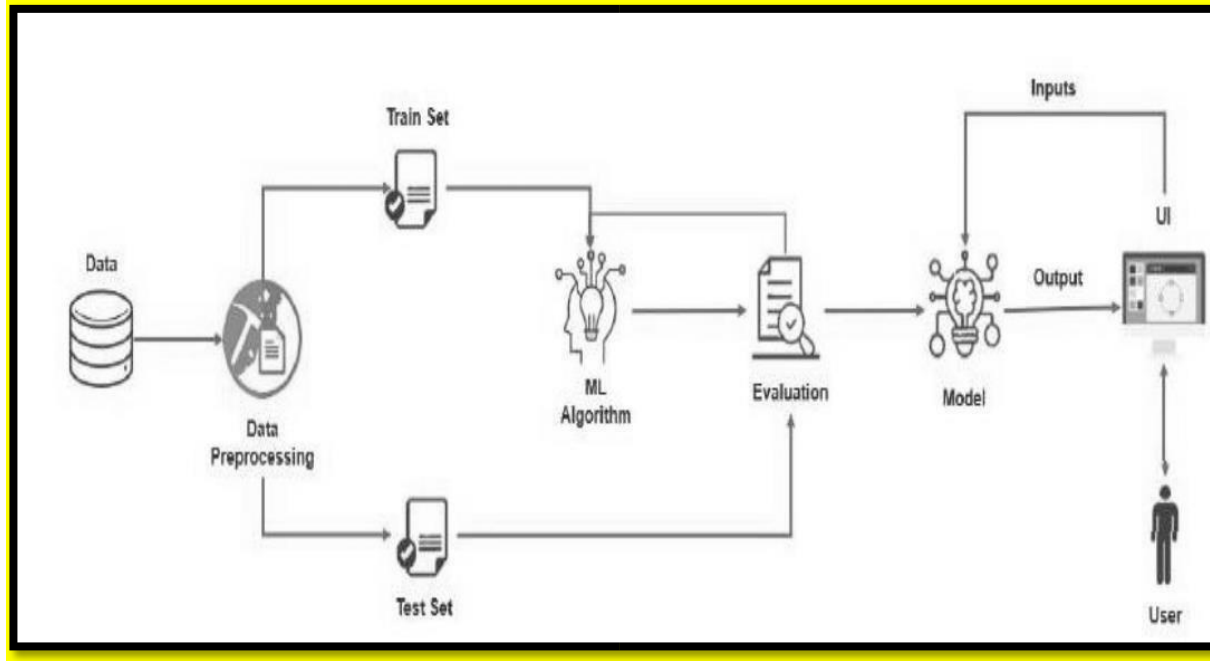 Inputs
Train Set
UI
Data
Output
ML
Algorithm
Evaluation
Model
Data
Preprocessing
Test Set
User